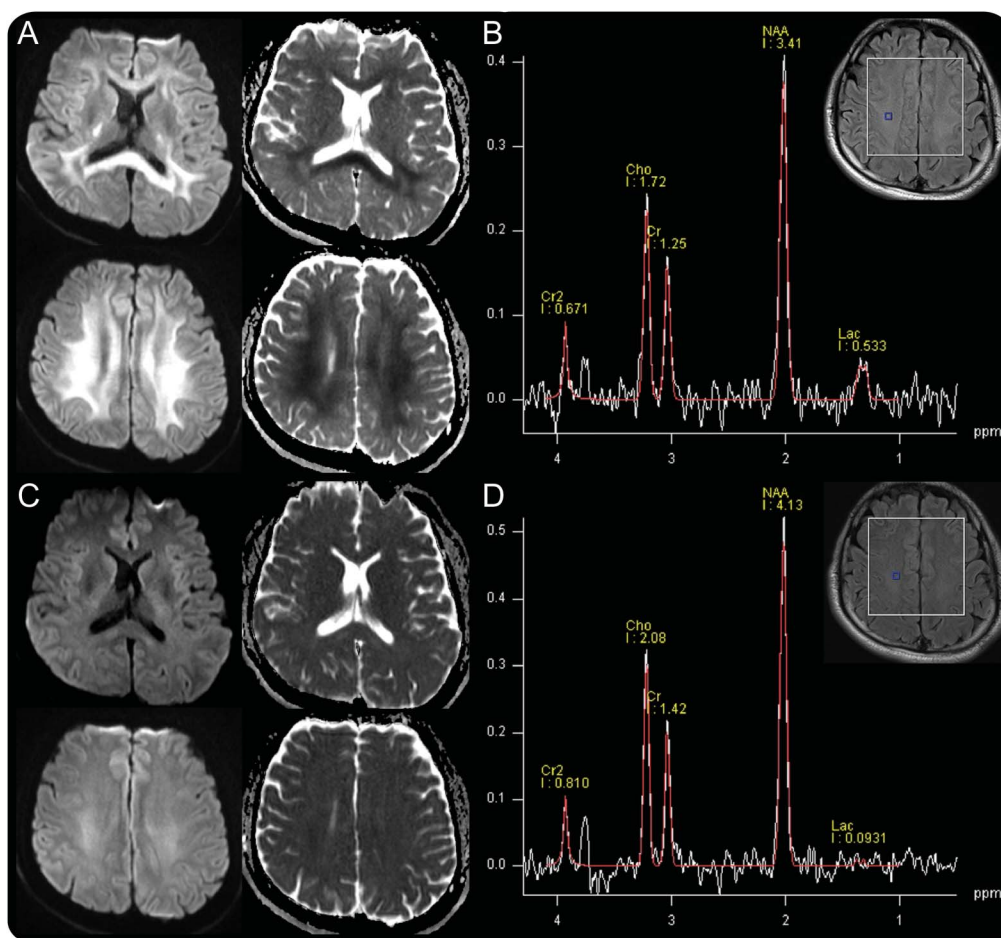 A
B
NAA
I : 3.41
0.4
0.3
Cho
I : 1.72
Cr
I : 1.25
0.2
Cr2
I : 0.671
0.1
Lac
I : 0.533
0.0
ppm
4
3
2
1
C
D
NAA
I : 4.13
0.5
0.4
Cho
I : 2.08
0.3
Cr
I : 1.42
0.2
Cr2
I : 0.810
0.1
Lac
I : 0.0931
0.0
ppm
4
3
2
1